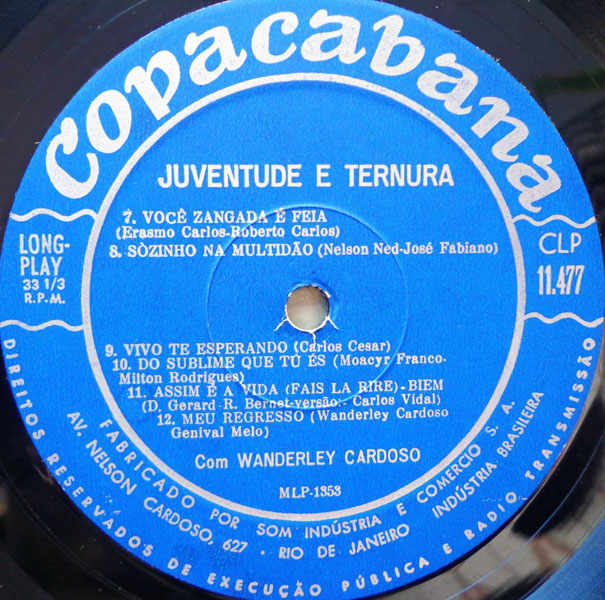 Copacabana
JUVENTUDE E TERNURA
7. VOCÊ ZANGADA É FEIA
(Erasmo Carlos-Roberto Carlos)
8. SÒZINHO NA MULTIDÃO (Nelson Ned-José Fabiano)
LONG-
PLAY
33 1/3
R.P.M.
CLP
11.477
9. VIVO TE ESPERANDO (Carlos Cesar)
10. DO SUBLIME QUE TÚ ÉS (Moacyr Franco-
Milton Rodrigues)
11. ASSIM É A VIDA (FAIS LA RIRE)-BIEM
(D. Gerard R. Bernet-versão:- Carlos Vidal)
12. MEU REGRESSO (Wanderley Cardoso
Genival Melo)
Com WANDERLEY CARDOSO
MLP-1353
FABRICADO POR SOM INDÚSTRIA E COMERCIO S. A.
AV. NELSON CARDOSO, 627 • RIO DE JANEIRO INDÚSTRIA BRASILEIRA
DIREITOS RESERVADOS DE EXECUÇÃO PÚBLICA E RADIO TRANSMISSÃO